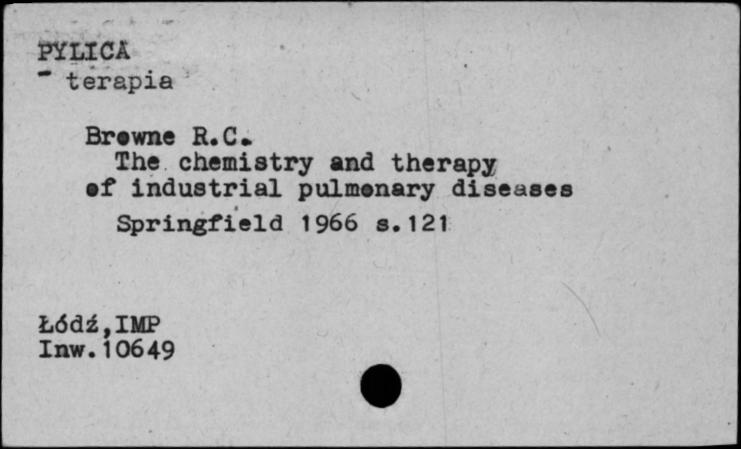 PYLICA
- terapia
Browne R.C.
The chemistry and therapy
of industrial pulmonary diseases
Springfield 1966 s.121
Łódź,IMP
Inw.10649